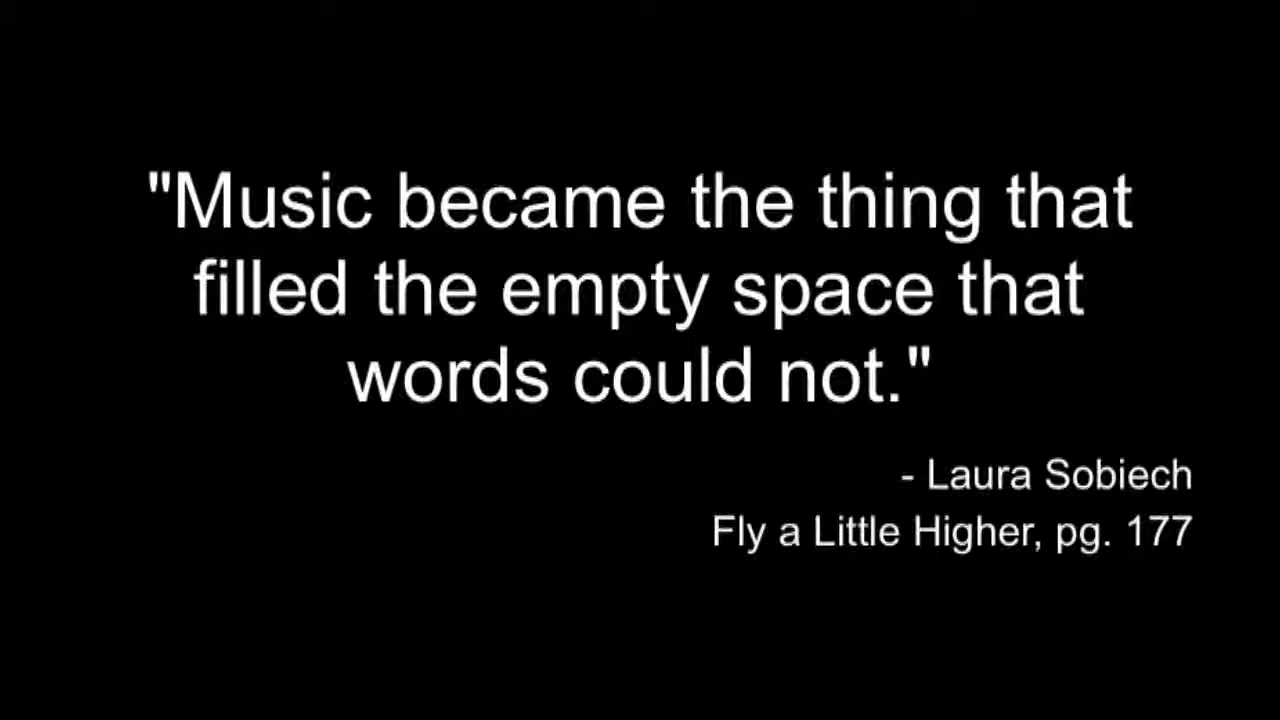 "Music became the thing that
filled the empty space that
words could not."
- Laura Sobiech
Fly a Little Higher, pg. 177